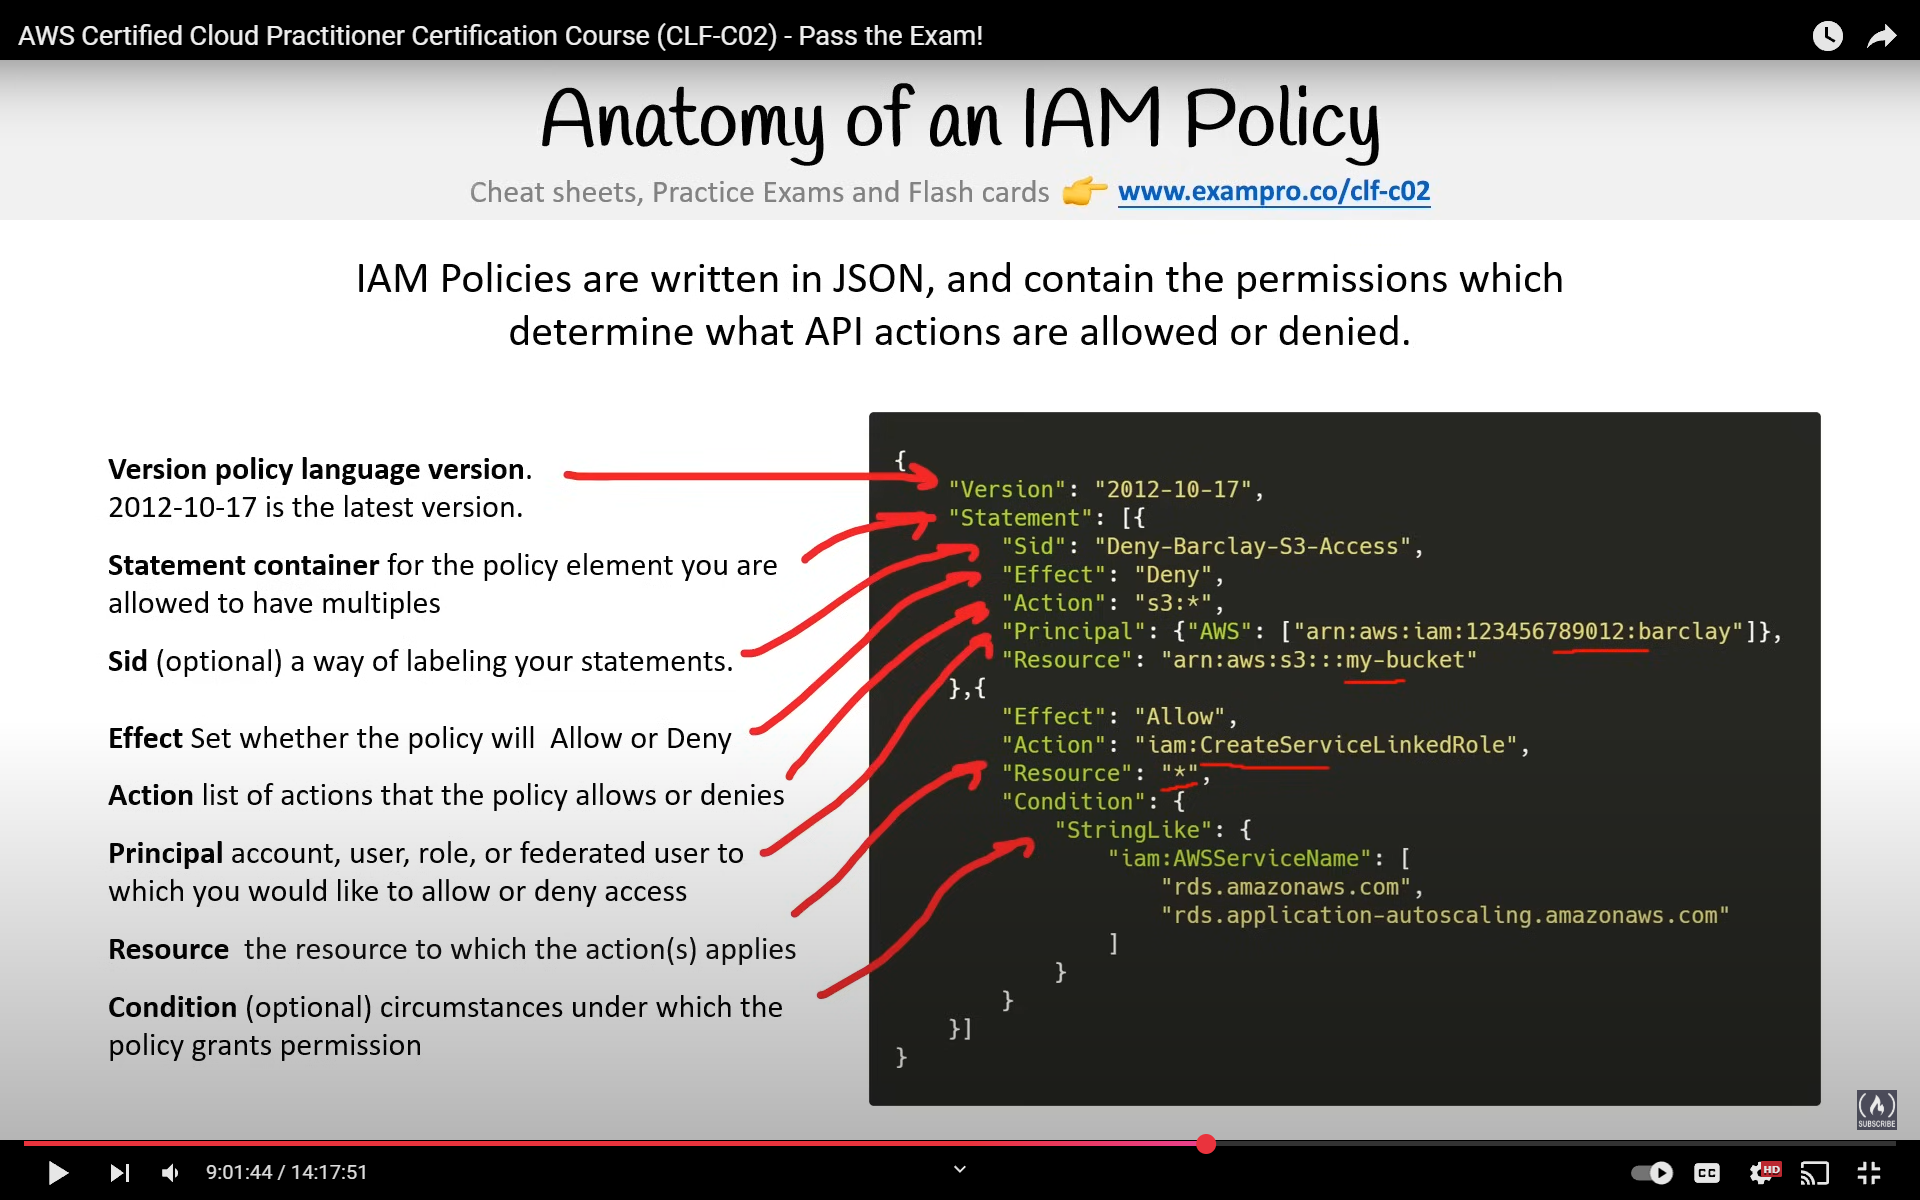 AWS Certified Cloud Practitioner Certification Course (CLF-C02) - Pass the Exam!
Anatomy of an IAM Policy
Cheat sheets, Practice Exams and Flash cards 👉 www.exampro.co/clf-c02
IAM Policies are written in JSON, and contain the permissions which
determine what API actions are allowed or denied.
Version policy language version.
2012-10-17 is the latest version.
Statement container for the policy element you are
allowed to have multiples
Sid (optional) a way of labeling your statements.
Effect Set whether the policy will  Allow or Deny
Action list of actions that the policy allows or denies
Principal account, user, role, or federated user to
which you would like to allow or deny access
Resource  the resource to which the action(s) applies
Condition (optional) circumstances under which the
policy grants permission
{
    "Version": "2012-10-17",
    "Statement": [{
        "Sid": "Deny-Barclay-S3-Access",
        "Effect": "Deny",
        "Action": "s3:*",
        "Principal": {"AWS": ["arn:aws:iam:123456789012:barclay"]},
        "Resource": "arn:aws:s3:::my-bucket"
    },{
        "Effect": "Allow",
        "Action": "iam:CreateServiceLinkedRole",
        "Resource": "*",
        "Condition": {
            "StringLike": {
                "iam:AWSServiceName": [
                    "rds.amazonaws.com",
                    "rds.application-autoscaling.amazonaws.com"
                ]
            }
        }
    }]
}
SUBSCRIBE
9:01:44 / 14:17:51
CC
HD